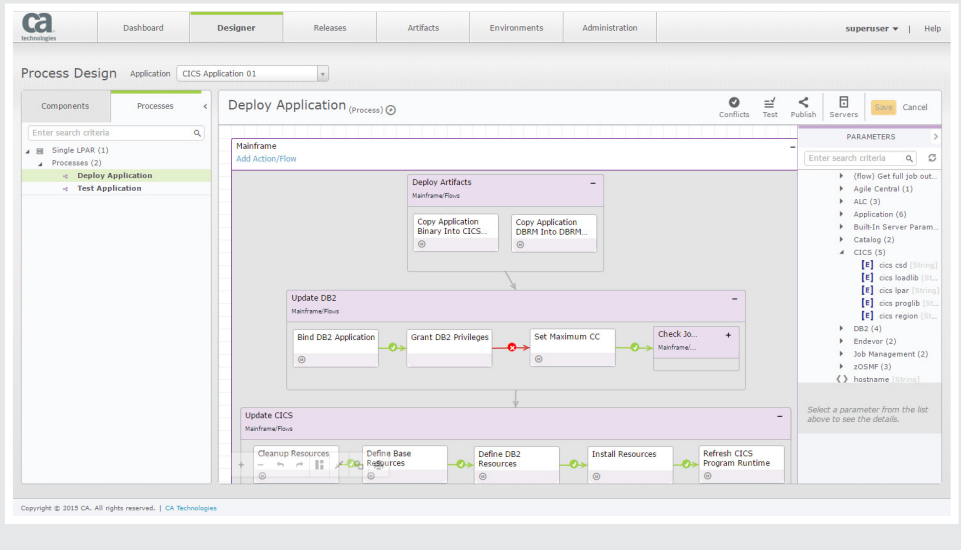 ca
technologies
Dashboard
Designer
Releases
Artifacts
Environments
Administration
superuser
|
Help
Process Design
Application
CICS Application 01
Components
Processes
Enter search criteria
Single LPAR (1)
Processes (2)
Deploy Application
Test Application
Deploy Application (Process)
Conflicts
Test
Publish
Servers
Save
Cancel
Mainframe
Add Action/Flow
Deploy Artifacts
Mainframe/Flows
Copy Application
Binary Into CICS...
Copy Application
DBRM Into DBRM...
Update DB2
Mainframe/Flows
Bind DB2 Application
Grant DB2 Privileges
Set Maximum CC
Check Jo...
Mainframe/...
Update CICS
Mainframe/Flows
Cleanup Resources
Define Base
Resources
Define DB2
Resources
Install Resources
Refresh CICS
Program Runtime
PARAMETERS
Enter search criteria
(flow) Get full job out...
Agile Central (1)
ALC (3)
Application (6)
Built-In Server Param...
Catalog (2)
CICS (5)
[E] cics csd [String]
[E] cics loadlib [St...
[E] cics lpar [String]
[E] cics proglib [St...
[E] cics region [St...
DB2 (4)
Endevor (2)
Job Management (2)
zOSMF (3)
hostname [String]
Select a parameter from the list
above to see the details.
Copyright © 2015 CA. All rights reserved. | CA Technologies